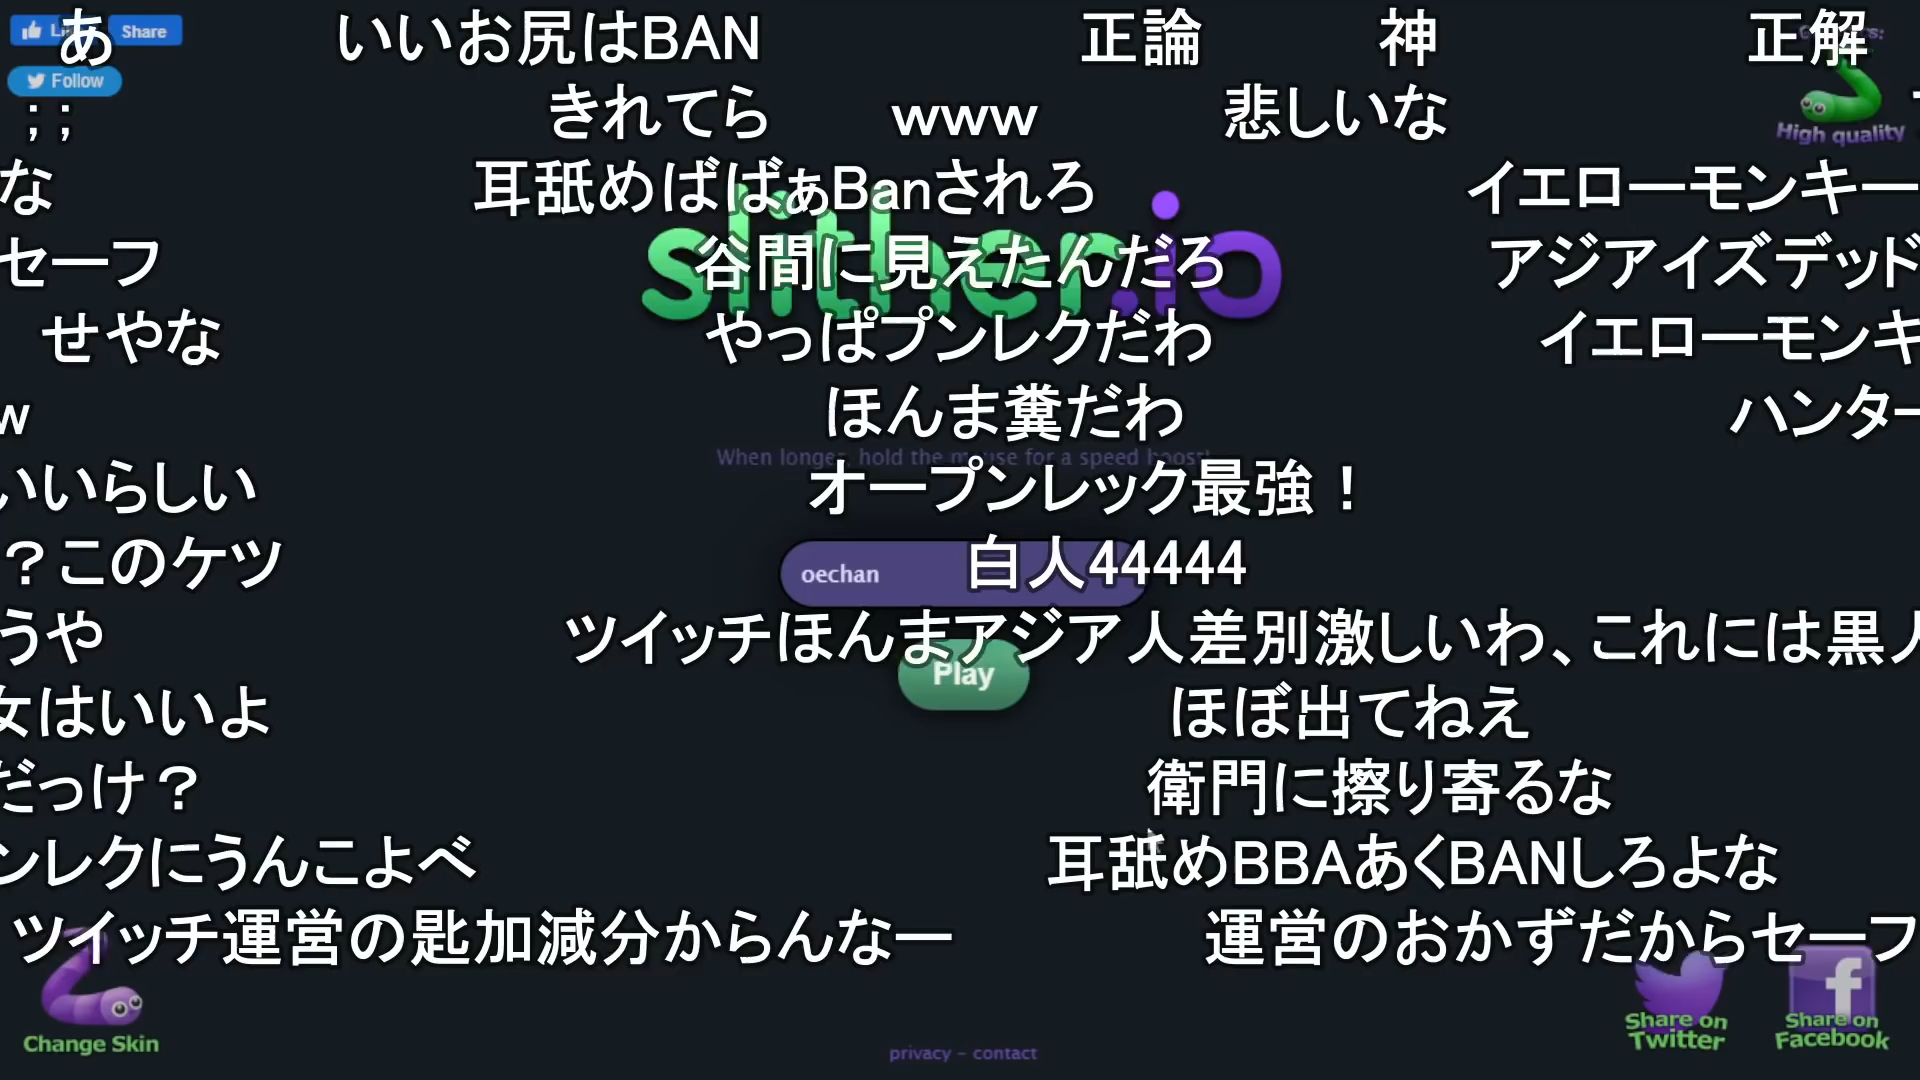 Share
Follow
あ
いいお尻はBAN
正論
神
正解
;;
きれてら
www
悲しいな
High quality
な
耳舐めばばぁBanされろ
イエローモンキー
slither.io
セーフ
谷間に見えたんだろ
アジアイズデッド
せやな
やっぱプンレクだわ
イエローモンキ
w
ほんま糞だわ
ハンター
When longer, hold the mouse for a speed boost!
いいらしい
オープンレック最強！
？このケツ
oechan
白人44444
うや
ツイッチほんまアジア人差別激しいわ、これには黒人
Play
女はいいよ
ほぼ出てねえ
だっけ？
衛門に擦り寄るな
ンレクにうんこよべ
耳舐めBBAあくBANしろよな
ツイッチ運営の匙加減分からんなー
運営のおかずだからセーフ
Change Skin
privacy - contact
Share on
Twitter
Share on
Facebook